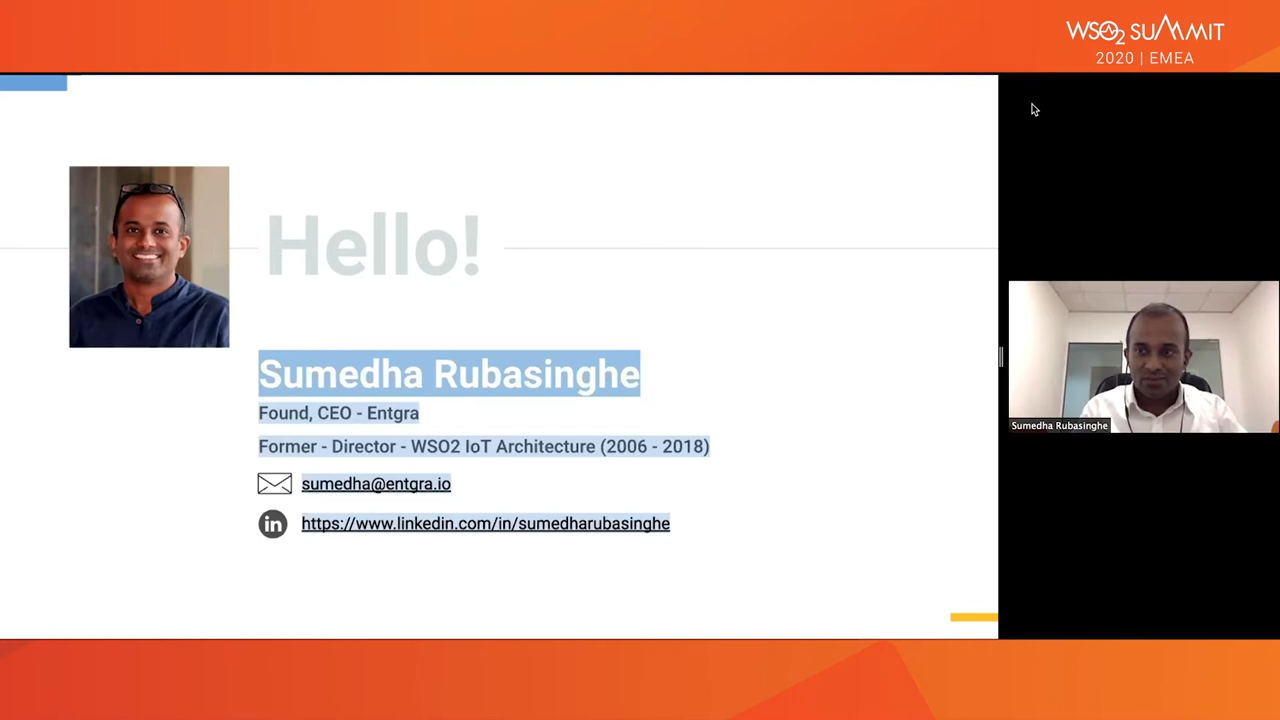 WSO2 SUMMIT
2020 | EMEA
Hello!
Sumedha Rubasinghe
Found, CEO - Entgra
Former - Director - WSO2 IoT Architecture (2006 - 2018)
sumedha@entgra.io
in
https://www.linkedin.com/in/sumedharubasinghe
Sumedha Rubasinghe